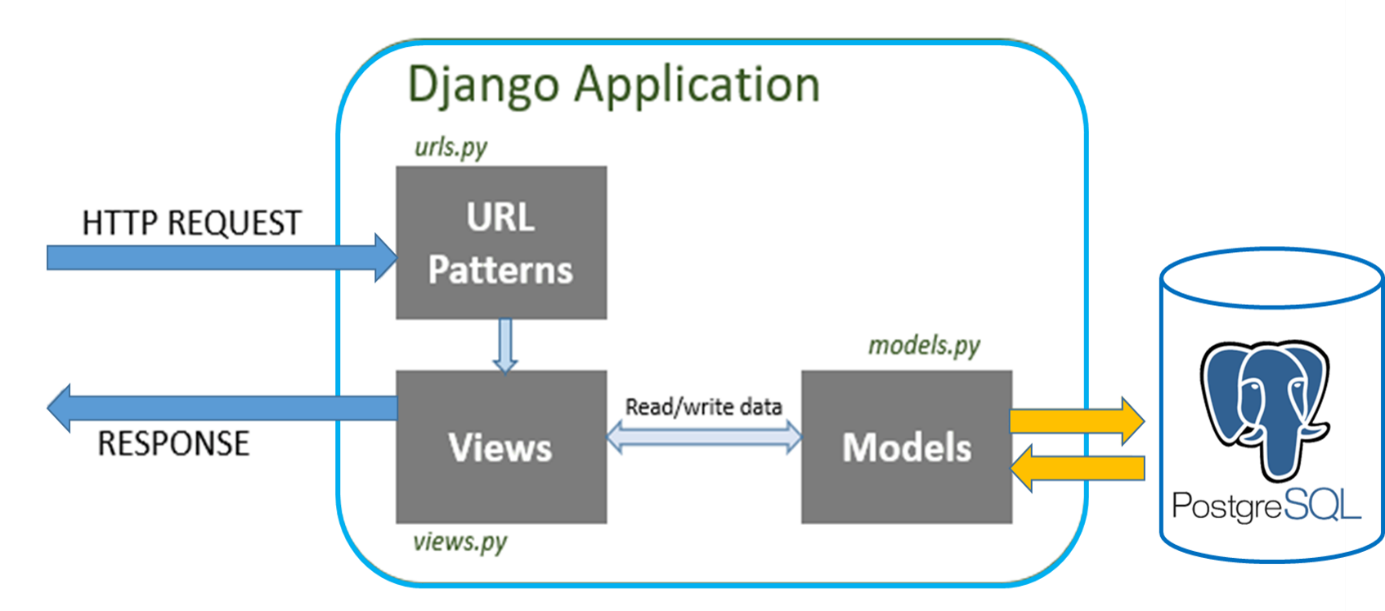 Django Application
urls.py
URL
Patterns
HTTP REQUEST
models.py
Read/write data
Views
Models
RESPONSE
views.py
PostgreSQL